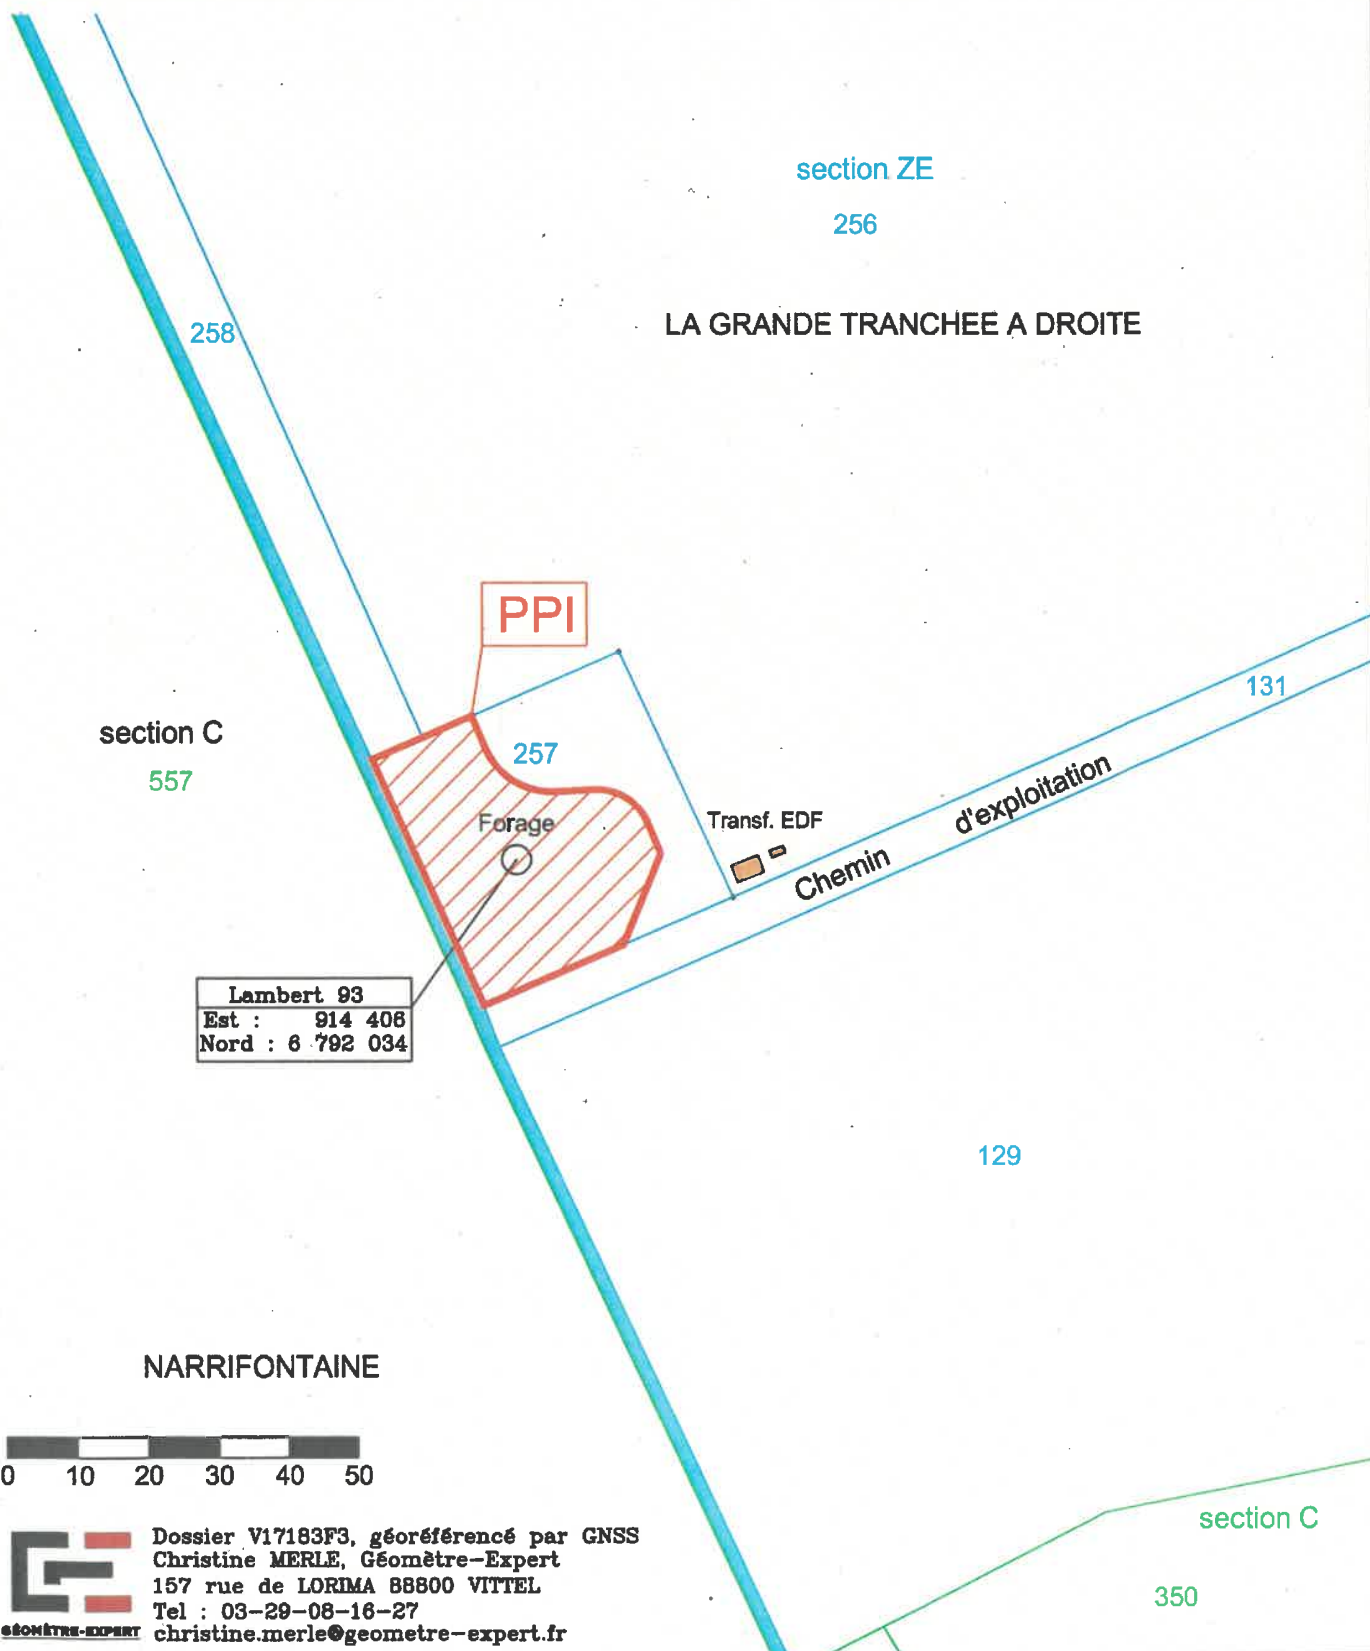 section ZE
256
LA GRANDE TRANCHEE A DROITE
258
PPI
131
section C
557
257
Forage
Transf. EDF
Chemin d'exploitation
Lambert 93
Est : 914 406
Nord : 6 792 034
129
NARRIFONTAINE
0 10 20 30 40 50
section C
350
Dossier V17183F3, géoréférencé par GNSS
Christine MERLE, Géomètre-Expert
157 rue de LORIMA 88800 VITTEL
Tel : 03-29-08-16-27
GÉOMÈTRE-EXPERT christine.merle@geometre-expert.fr